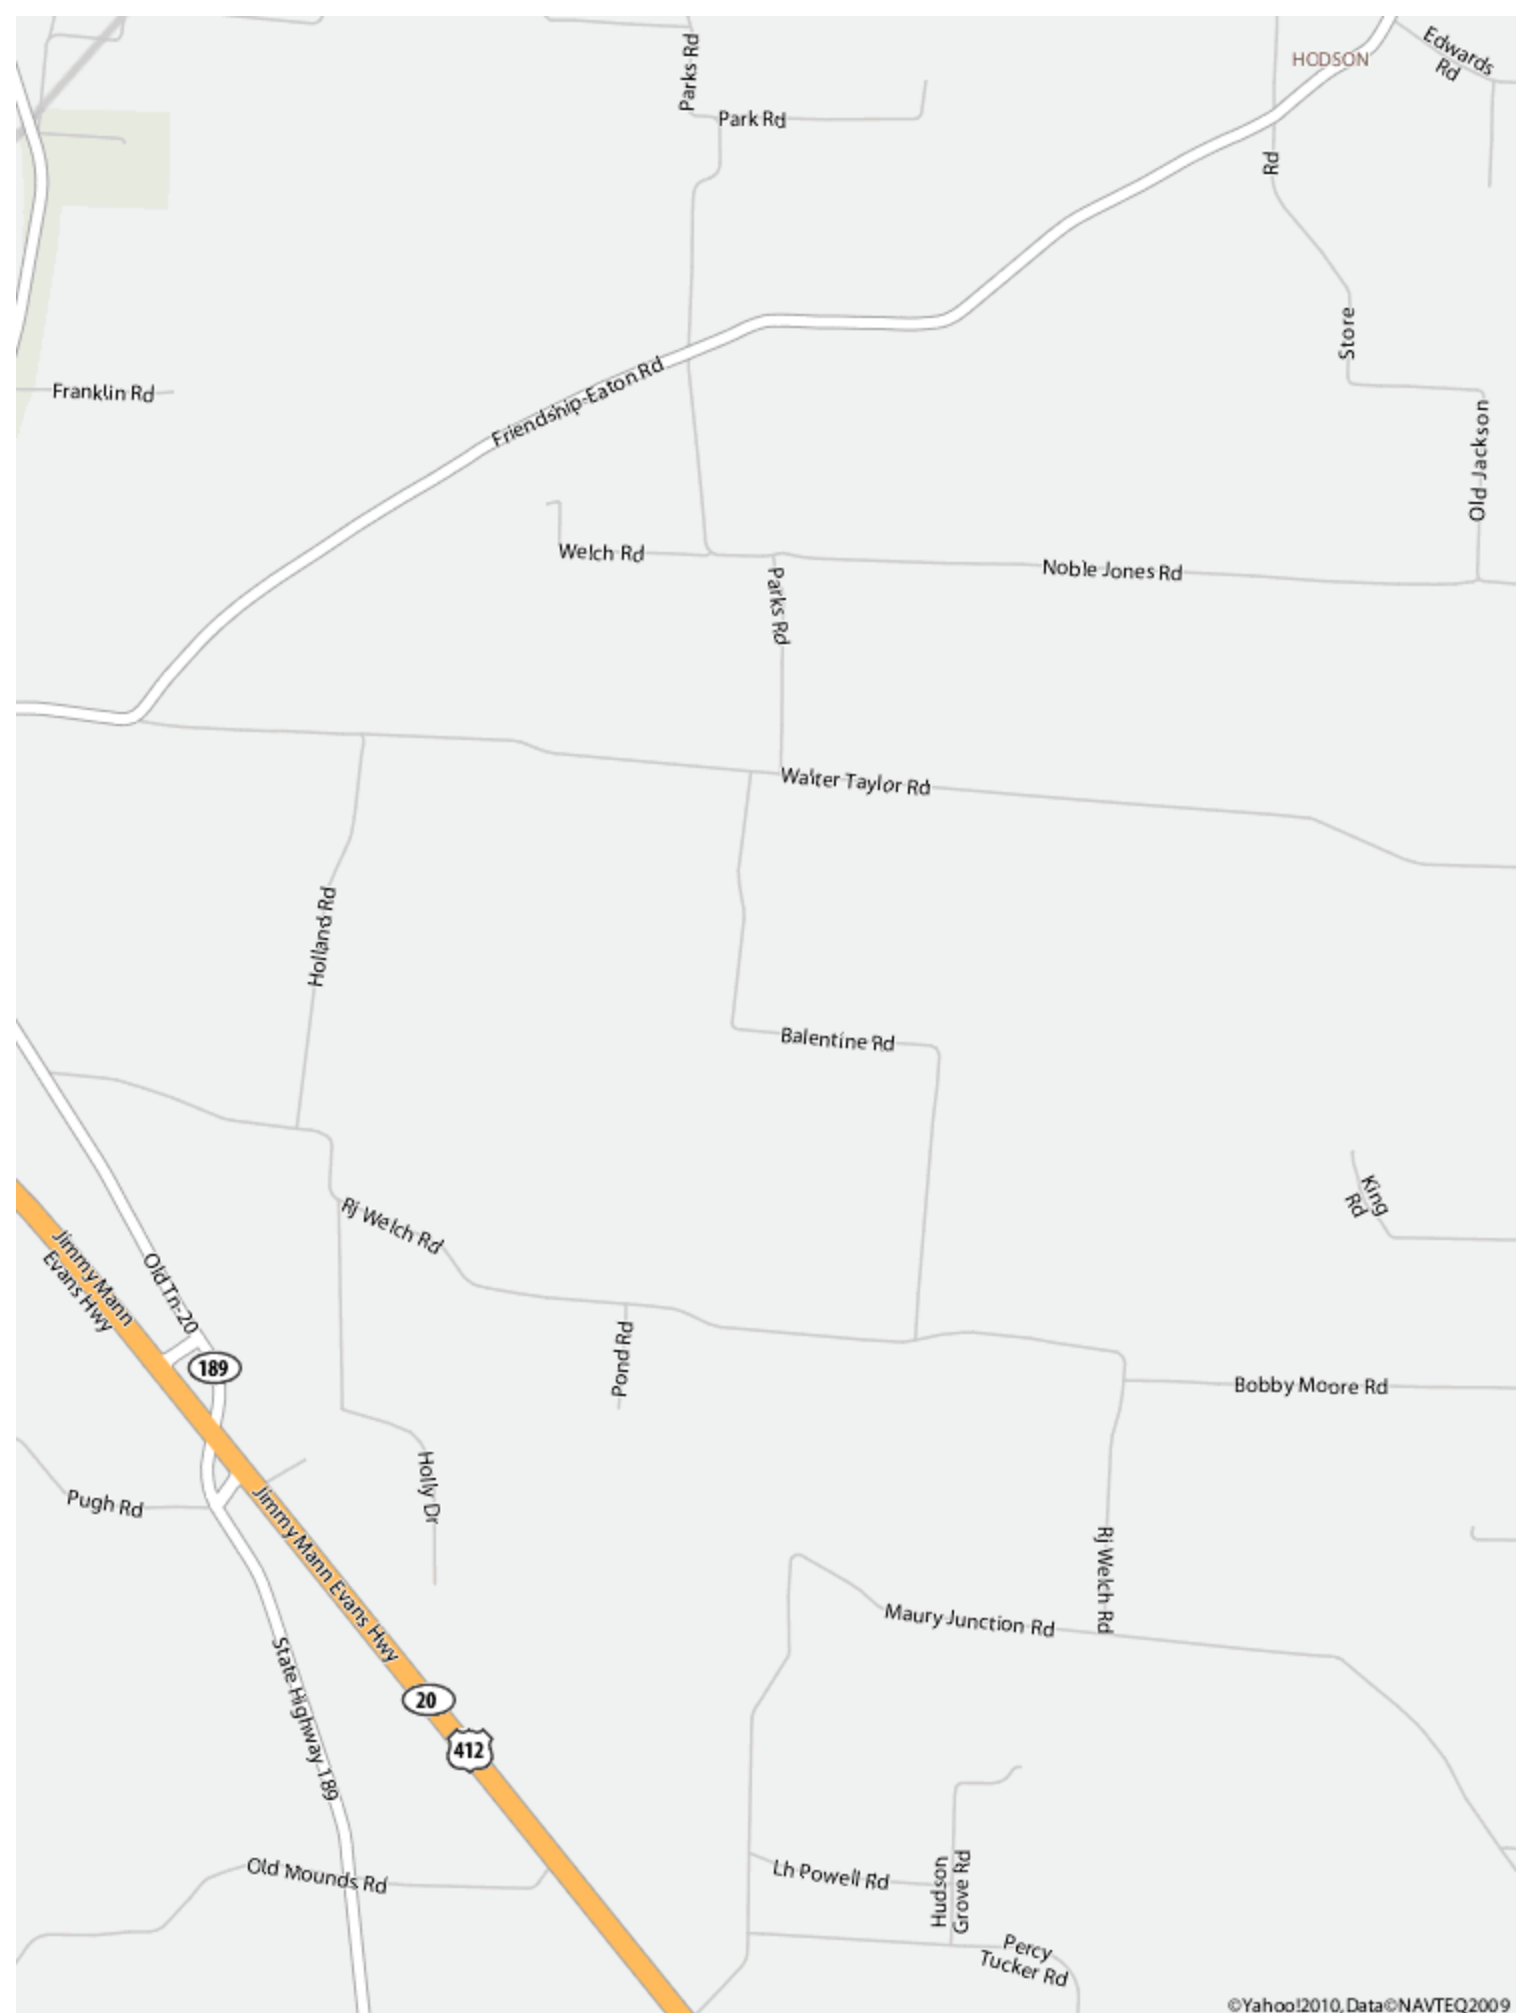 Parks Rd
Edwards
Rd
HODSON
Park Rd
Rd
Store
Franklin Rd
Friendship-Eaton Rd
Old Jackson
Welch Rd
Noble Jones Rd
Parks Rd
Walter Taylor Rd
Holland Rd
Balentine Rd
King
Rd
Rj Welch Rd
Jimmy Mann
Evans Hwy
Old Tn-20
189
Pond Rd
Bobby Moore Rd
Holly Dr
Pugh Rd
Jimmy Mann Evans Hwy
Rj Welch Rd
Maury Junction Rd
State Highway 189
20
412
Old Mounds Rd
Lh Powell Rd
Hudson
Grove Rd
Percy
Tucker Rd
©Yahoo!2010, Data©NAVTEQ2009